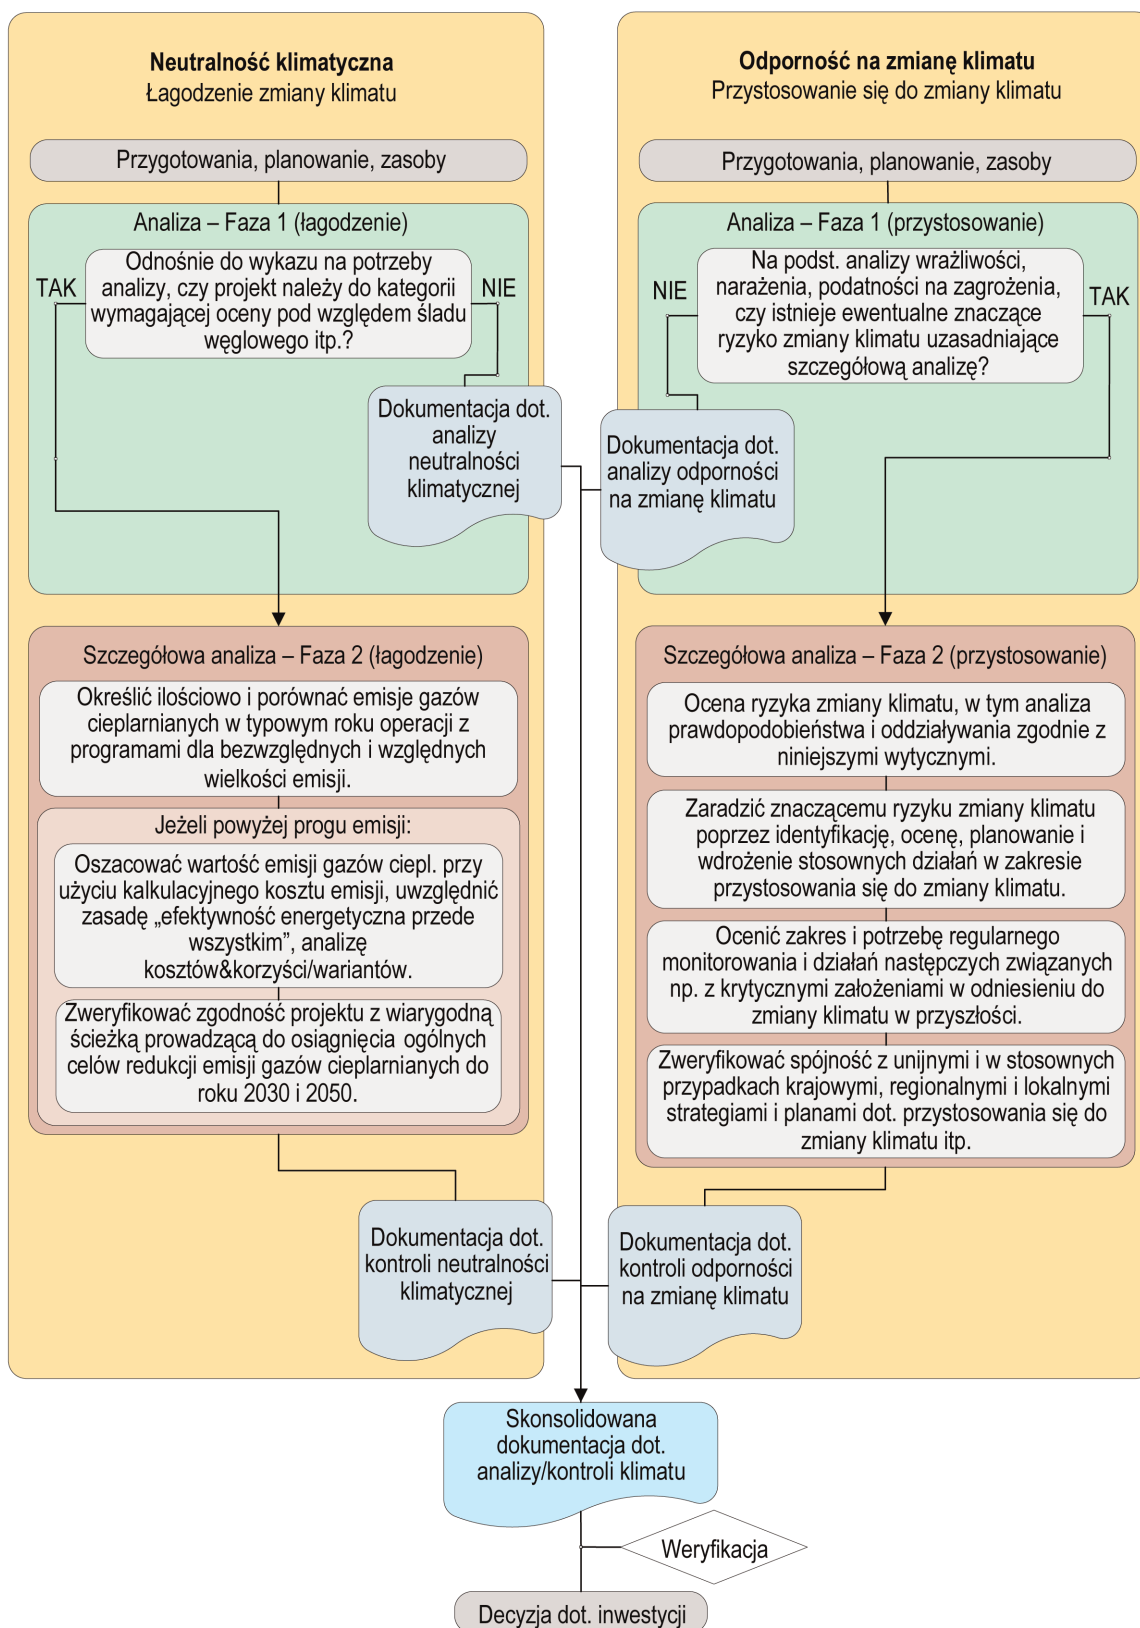 Neutralność klimatyczna
Łagodzenie zmiany klimatu
Przygotowania, planowanie, zasoby
Analiza – Faza 1 (łagodzenie)
TAK
Odnośnie do wykazu na potrzeby
analizy, czy projekt należy do kategorii
wymagającej oceny pod względem śladu
węglowego itp.?
NIE
Dokumentacja dot.
analizy
neutralności
klimatycznej
Szczegółowa analiza – Faza 2 (łagodzenie)
Określić ilościowo i porównać emisje gazów
cieplarnianych w typowym roku operacji z
programami dla bezwzględnych i względnych
wielkości emisji.
Jeżeli powyżej progu emisji:
Oszacować wartość emisji gazów ciepl. przy
użyciu kalkulacyjnego kosztu emisji, uwzględnić
zasadę „efektywność energetyczna przede
wszystkim”, analizę
kosztów&korzyści/wariantów.
Zweryfikować zgodność projektu z wiarygodną
ścieżką prowadzącą do osiągnięcia ogólnych
celów redukcji emisji gazów cieplarnianych do
roku 2030 i 2050.
Dokumentacja dot.
kontroli neutralności
klimatycznej
Odporność na zmianę klimatu
Przystosowanie się do zmiany klimatu
Przygotowania, planowanie, zasoby
Analiza – Faza 1 (przystosowanie)
NIE
Na podst. analizy wrażliwości,
narażenia, podatności na zagrożenia,
czy istnieje ewentualne znaczące
ryzyko zmiany klimatu uzasadniające
szczegółową analizę?
TAK
Dokumentacja dot.
analizy odporności
na zmianę klimatu
Szczegółowa analiza – Faza 2 (przystosowanie)
Ocena ryzyka zmiany klimatu, w tym analiza
prawdopodobieństwa i oddziaływania zgodnie z
niniejszymi wytycznymi.
Zaradzić znaczącemu ryzyku zmiany klimatu
poprzez identyfikację, ocenę, planowanie i
wdrożenie stosownych działań w zakresie
przystosowania się do zmiany klimatu.
Ocenić zakres i potrzebę regularnego
monitorowania i działań następczych związanych
np. z krytycznymi założeniami w odniesieniu do
zmiany klimatu w przyszłości.
Zweryfikować spójność z unijnymi i w stosownych
przypadkach krajowymi, regionalnymi i lokalnymi
strategiami i planami dot. przystosowania się do
zmiany klimatu itp.
Dokumentacja dot.
kontroli odporności
na zmianę klimatu
Skonsolidowana
dokumentacja dot.
analizy/kontroli klimatu
Weryfikacja
Decyzja dot. inwestycji